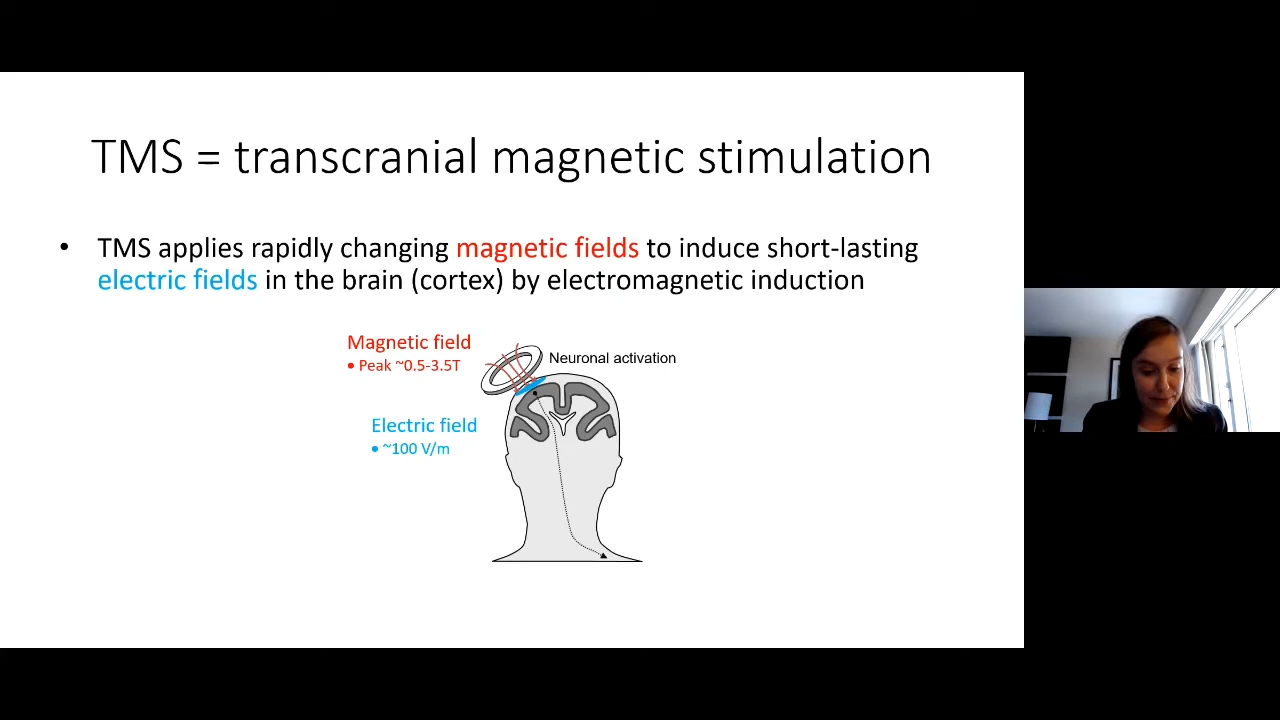 TMS = transcranial magnetic stimulation
• TMS applies rapidly changing magnetic fields to induce short-lasting
electric fields in the brain (cortex) by electromagnetic induction
Magnetic field
• Peak ~0.5-3.5T
Neuronal activation
Electric field
• ~100 V/m